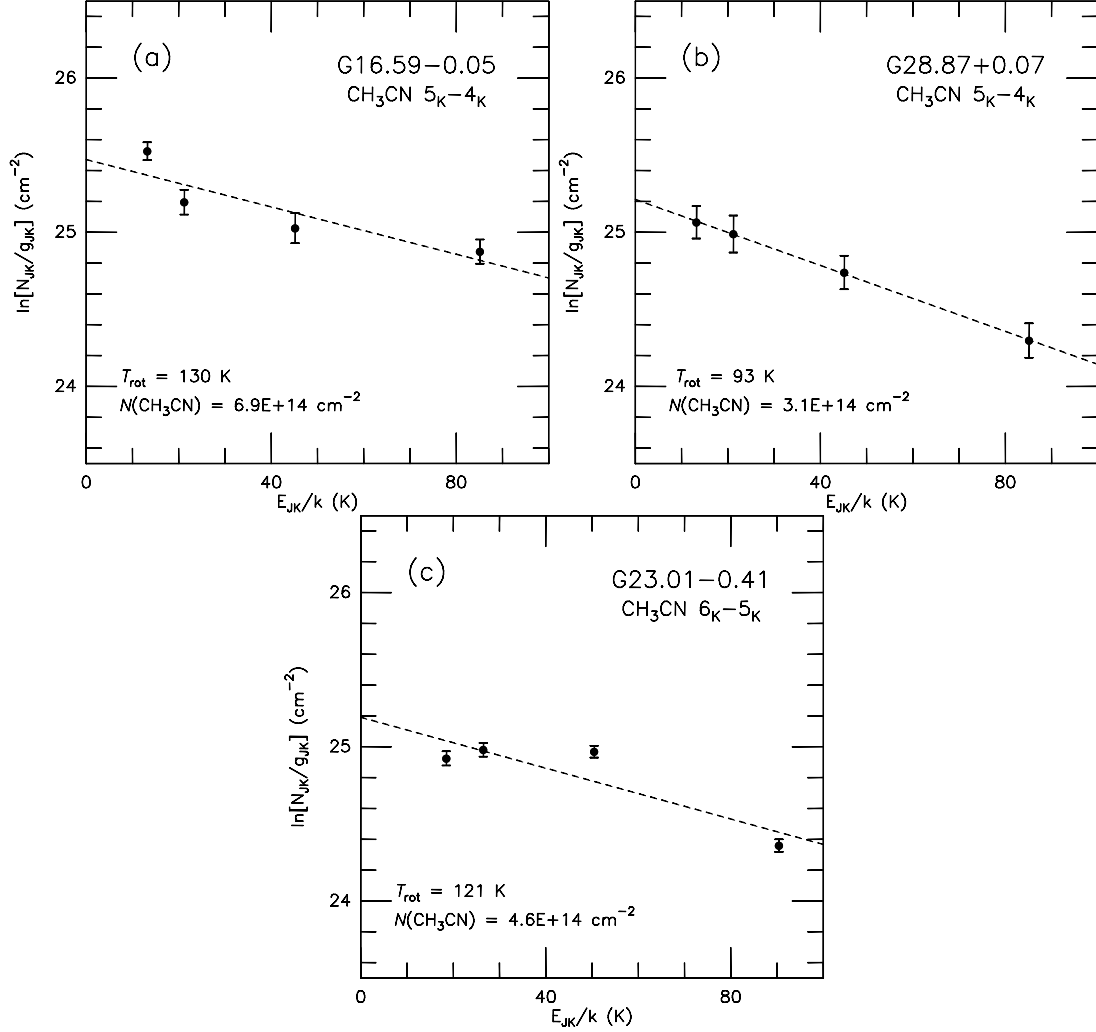 (a)
G16.59−0.05
CH₃CN 5K−4K
26
25
24
ln[NJK/gJK] (cm⁻²)
Trot = 130 K
N(CH₃CN) = 6.9E+14 cm⁻²
0 40 80
EJK/k (K)
(b)
G28.87+0.07
CH₃CN 5K−4K
26
25
24
ln[NJK/gJK] (cm⁻²)
Trot = 93 K
N(CH₃CN) = 3.1E+14 cm⁻²
0 40 80
EJK/k (K)
(c)
G23.01−0.41
CH₃CN 6K−5K
26
25
24
ln[NJK/gJK] (cm⁻²)
Trot = 121 K
N(CH₃CN) = 4.6E+14 cm⁻²
0 40 80
EJK/k (K)